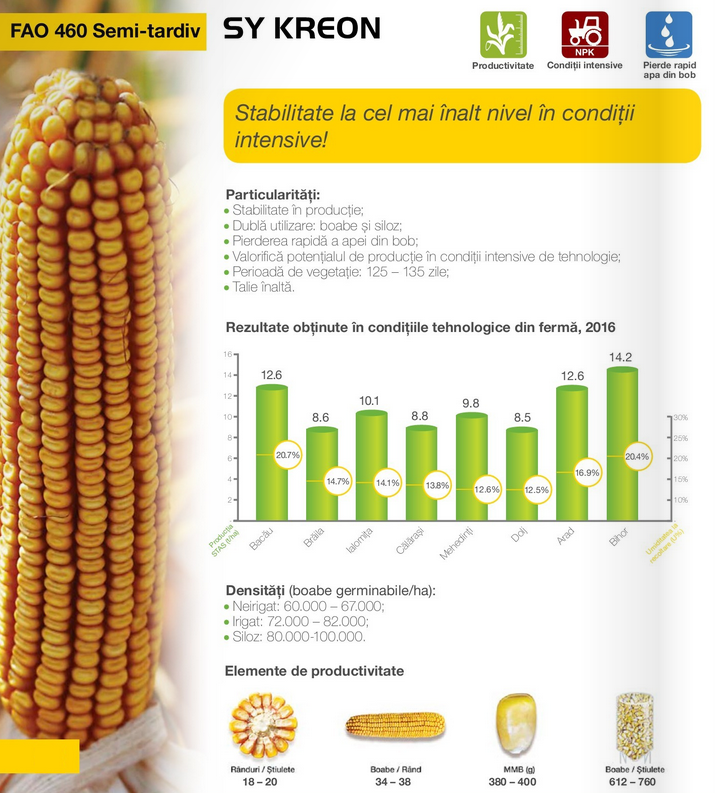 FAO 460 Semi-tardiv
SY KREON
Productivitate
NPK
Condiții intensive
Pierde rapid
apa din bob
Stabilitate la cel mai înalt nivel în condiții
intensive!
Particularități:
• Stabilitate în producție;
• Dublă utilizare: boabe și siloz;
• Pierderea rapidă a apei din bob;
• Valorifică potențialul de producție în condiții intensive de tehnologie;
• Perioadă de vegetație: 125 – 135 zile;
• Talie înaltă.
Rezultate obținute în condițiile tehnologice din fermă, 2016
16
14
12
10
8
6
4
2
12.6
8.6
10.1
8.8
9.8
8.5
12.6
14.2
20.7%
14.7%
14.1%
13.8%
12.6%
12.5%
16.9%
20.4%
30%
25%
20%
15%
10%
Producția
STAS (t/ha)
Bacău
Brăila
Ialomița
Călărași
Mehedinți
Dolj
Arad
Bihor
Umiditatea la
recoltare (U%)
Densități (boabe germinabile/ha):
• Neirigat: 60.000 – 67.000;
• Irigat: 72.000 – 82.000;
• Siloz: 80.000-100.000.
Elemente de productivitate
Rânduri / Știulete
18 – 20
Boabe / Rând
34 – 38
MMB (g)
380 – 400
Boabe / Știulete
612 – 760